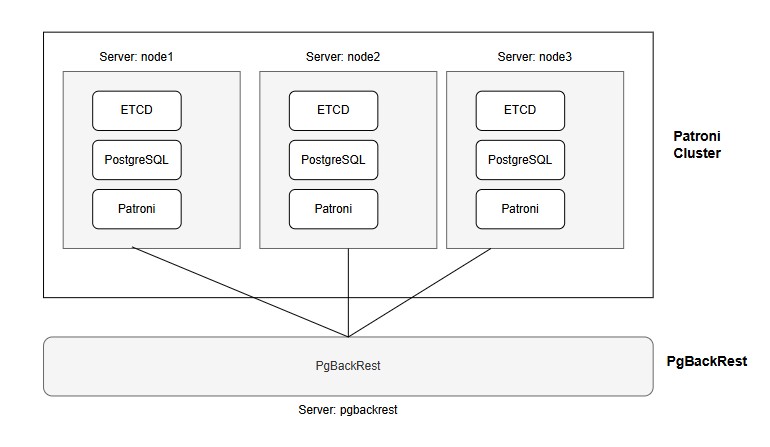 Server: node1
Server: node2
Server: node3
ETCD
PostgreSQL
Patroni
ETCD
PostgreSQL
Patroni
ETCD
PostgreSQL
Patroni
Patroni
Cluster
PgBackRest
PgBackRest
Server: pgbackrest